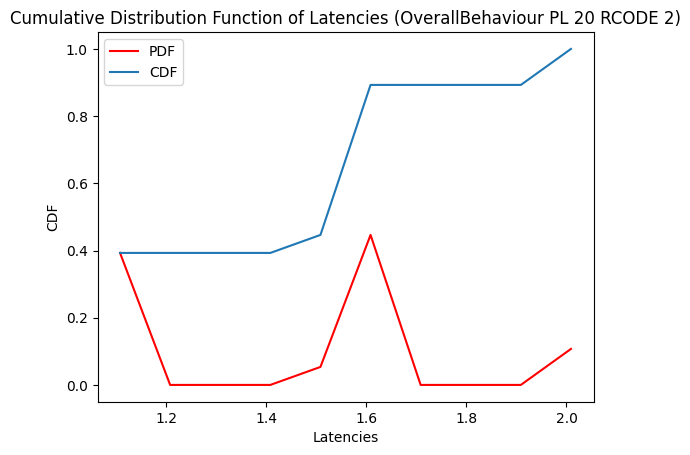 Cumulative Distribution Function of Latencies (OverallBehaviour PL 20 RCODE 2)
PDF
CDF
1.0
0.8
0.6
0.4
0.2
0.0
CDF
1.2 1.4 1.6 1.8 2.0
Latencies